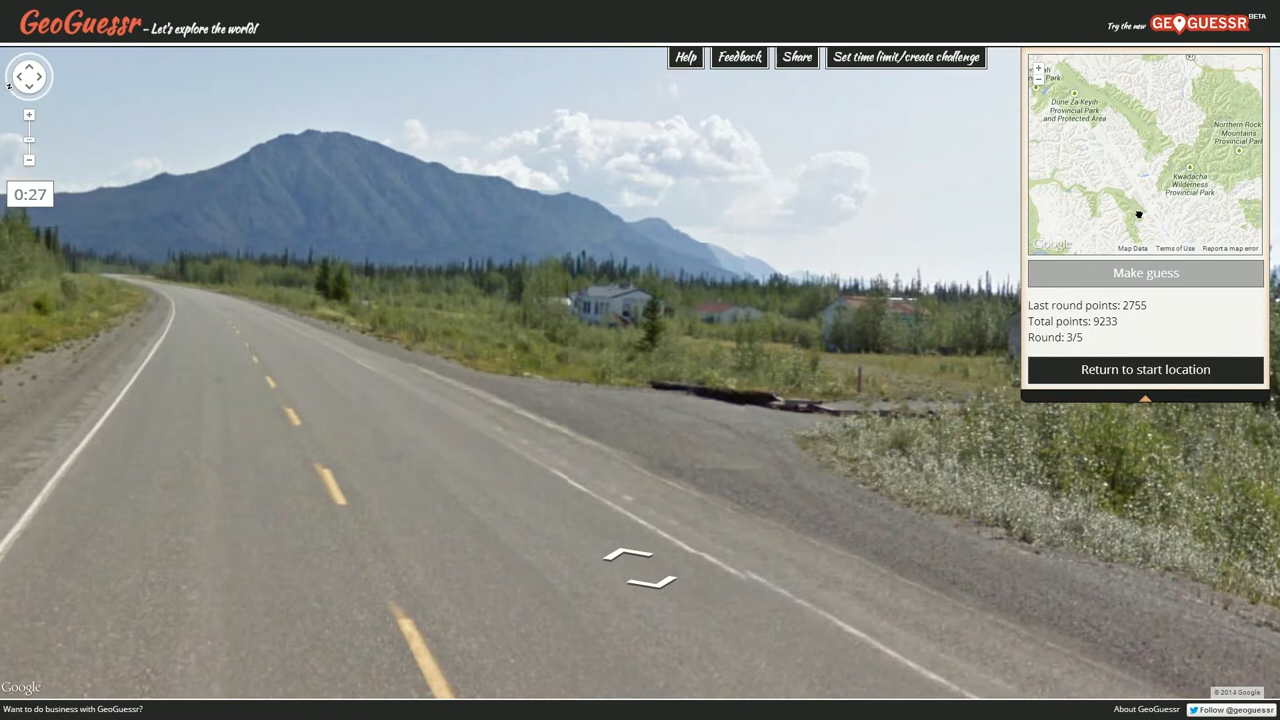 GeoGuessr - Let's explore the world!
Try the new GEOGUESSR BETA
Help
Feedback
Share
Set time limit/create challenge
Dune Za Keyih
Provincial Park
and Protected Area
Northern Rock
Mountains
Provincial Park
Kwadacha
Wilderness
Provincial Park
Google
Map Data
Terms of Use
Report a map error
0:27
Make guess
Last round points: 2755
Total points: 9233
Round: 3/5
Return to start location
Google
© 2014 Google
Want to do business with GeoGuessr?
About GeoGuessr
Follow @geoguessr